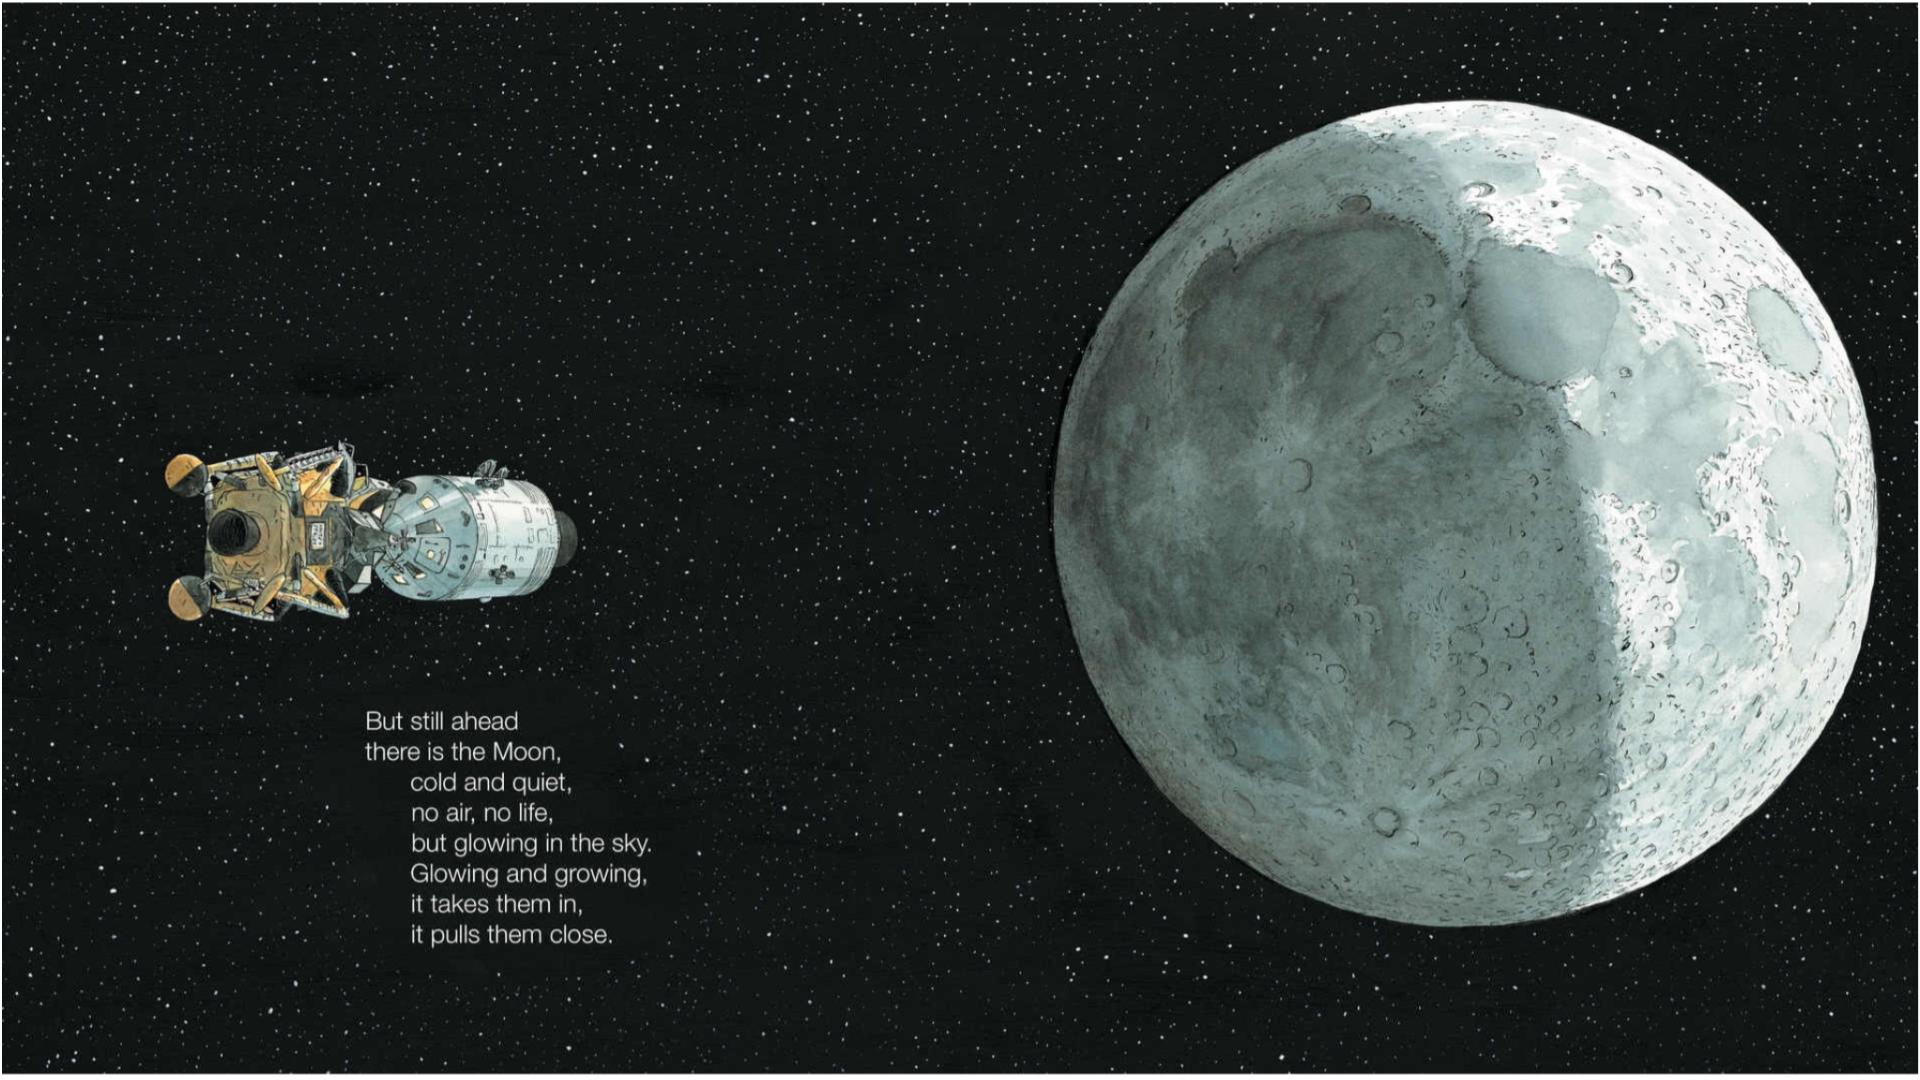 But still ahead
there is the Moon,
cold and quiet,
no air, no life,
but glowing in the sky.
Glowing and growing,
it takes them in,
it pulls them close.